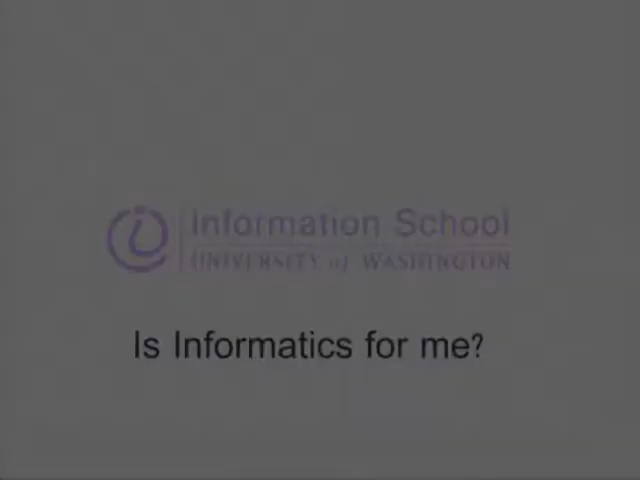 Information School
UNIVERSITY of WASHINGTON
Is Informatics for me?